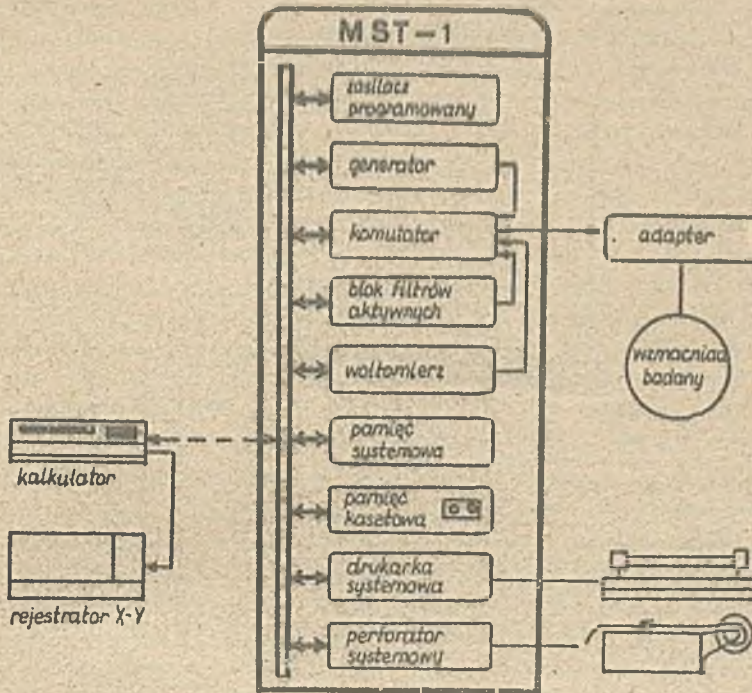 MST-1
zasilacz
programowany
generator
komutator
adapter
blok filtrów
aktywnych
wzmacniacz
badany
woltomierz
pamięć
systemowa
kalkulator
pamięć
kasetowa
drukarka
systemowa
rejestrator X-Y
perforator
systemowy